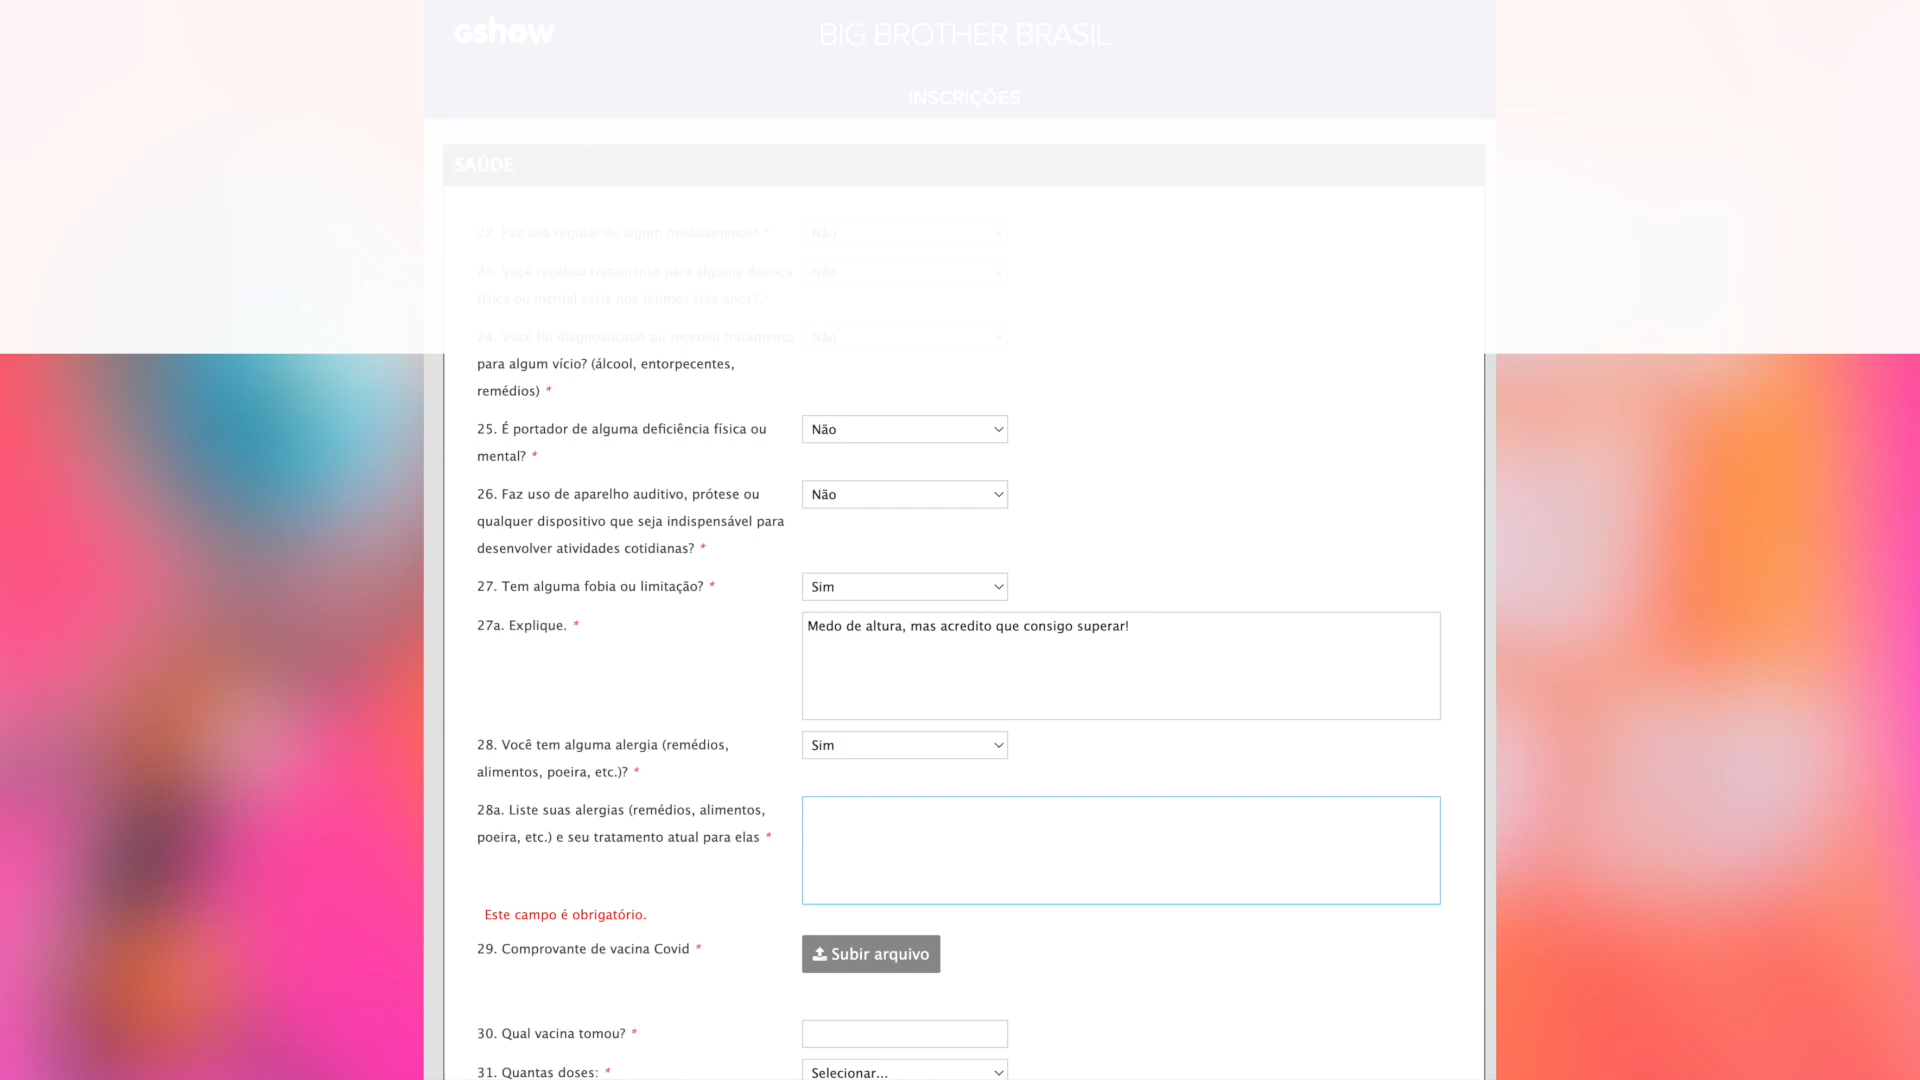 gshow
BIG BROTHER BRASIL
INSCRIÇÕES
SAÚDE
22. Faz uso regular de algum medicamento? *
Não
23. Você recebeu tratamento para alguma doença
Não
física ou mental séria nos últimos três anos? *
24. Você foi diagnosticado ou recebeu tratamento
Não
para algum vício? (álcool, entorpecentes,
remédios) *
25. É portador de alguma deficiência física ou
Não
mental? *
26. Faz uso de aparelho auditivo, prótese ou
Não
qualquer dispositivo que seja indispensável para
desenvolver atividades cotidianas? *
27. Tem alguma fobia ou limitação? *
Sim
27a. Explique. *
Medo de altura, mas acredito que consigo superar!
28. Você tem alguma alergia (remédios,
Sim
alimentos, poeira, etc.)? *
28a. Liste suas alergias (remédios, alimentos,
poeira, etc.) e seu tratamento atual para elas *
Este campo é obrigatório.
29. Comprovante de vacina Covid *
Subir arquivo
30. Qual vacina tomou? *
31. Quantas doses: *
Selecionar...